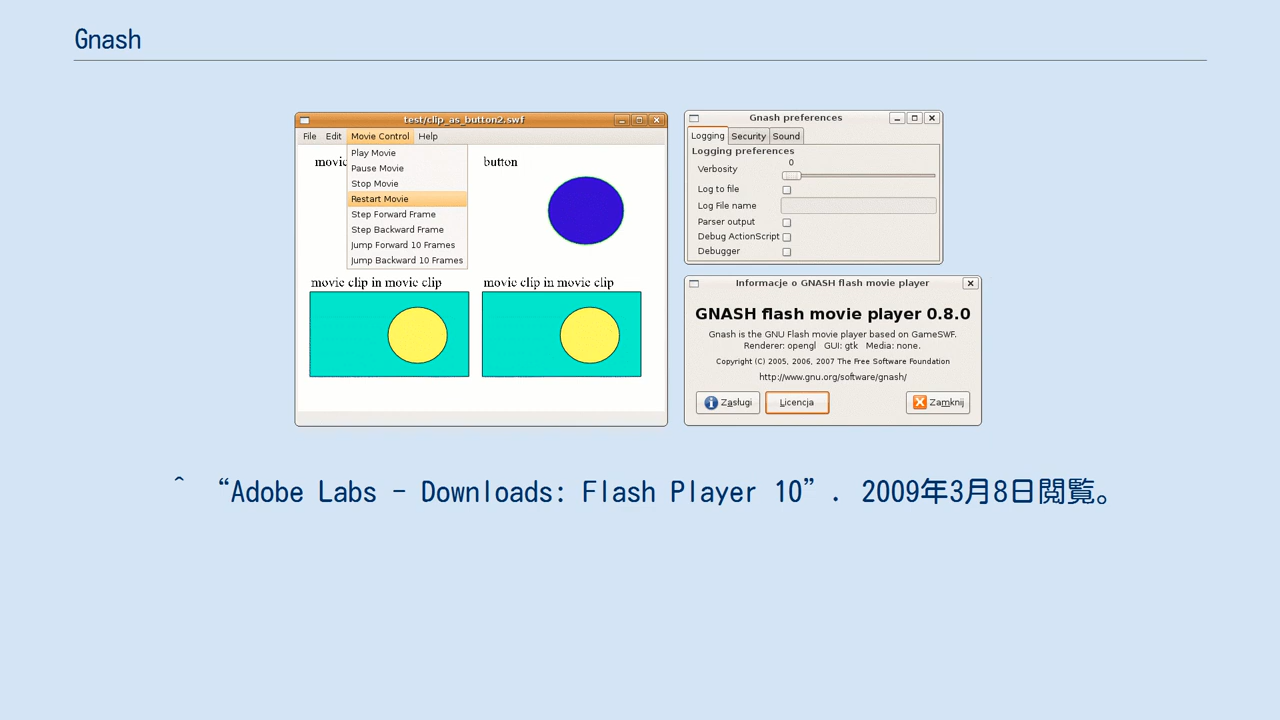 Gnash
test/clip_as_button2.swf
File Edit Movie Control Help
Play Movie
Pause Movie
Stop Movie
Restart Movie
Step Forward Frame
Step Backward Frame
Jump Forward 10 Frames
Jump Backward 10 Frames
button
movie clip in movie clip
movie clip in movie clip
Gnash preferences
Logging Security Sound
Logging preferences
Verbosity 0
Log to file
Log File name
Parser output
Debug ActionScript
Debugger
Informacje o GNASH flash movie player
GNASH flash movie player 0.8.0
Gnash is the GNU Flash movie player based on GameSWF.
Renderer: opengl GUI: gtk Media: none.
Copyright (C) 2005, 2006, 2007 The Free Software Foundation
http://www.gnu.org/software/gnash/
Zasługi Licencja Zamknij
^ “Adobe Labs - Downloads: Flash Player 10”. 2009年3月8日閲覧。